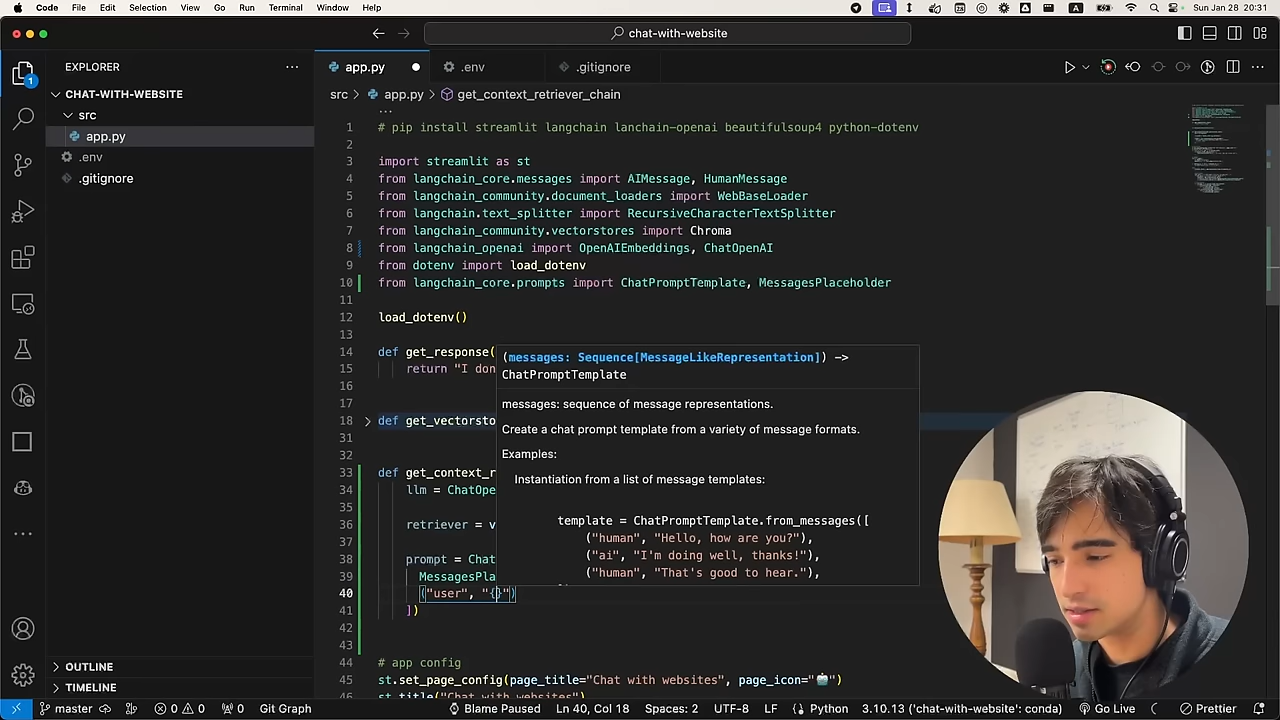 Code File Edit Selection View Go Run Terminal Window Help A Sun Jan 28 20:31
chat-with-website
EXPLORER
app.py .env .gitignore
CHAT-WITH-WEBSITE
src > app.py > get_context_retriever_chain
src
app.py
.env
.gitignore
...
1 # pip install streamlit langchain lanchain-openai beautifulsoup4 python-dotenv
2
3 import streamlit as st
4 from langchain_core.messages import AIMessage, HumanMessage
5 from langchain_community.document_loaders import WebBaseLoader
6 from langchain.text_splitter import RecursiveCharacterTextSplitter
7 from langchain_community.vectorstores import Chroma
8 from langchain_openai import OpenAIEmbeddings, ChatOpenAI
9 from dotenv import load_dotenv
10 from langchain_core.prompts import ChatPromptTemplate, MessagesPlaceholder
11
12 load_dotenv()
13
14 def get_response(
15 return "I don
16
17
18 def get_vectorsto
31
32
33 def get_context_r
34 llm = ChatOpe
35
36 retriever = v
37
38 prompt = Chat
39 MessagesPla
40 ("user", "{}")
41 ])
42
43
44 # app config
45 st.set_page_config(page_title="Chat with websites", page_icon="🤖")
46 st.title("Chat with websites")
(messages: Sequence[MessageLikeRepresentation]) ->
ChatPromptTemplate
messages: sequence of message representations.
Create a chat prompt template from a variety of message formats.
Examples:
Instantiation from a list of message templates:
template = ChatPromptTemplate.from_messages([
("human", "Hello, how are you?"),
("ai", "I'm doing well, thanks!"),
("human", "That's good to hear."),
1
OUTLINE
TIMELINE
master 0 0 0 Git Graph Blame Paused Ln 40, Col 18 Spaces: 2 UTF-8 LF Python 3.10.13 ('chat-with-website': conda) Go Live Prettier